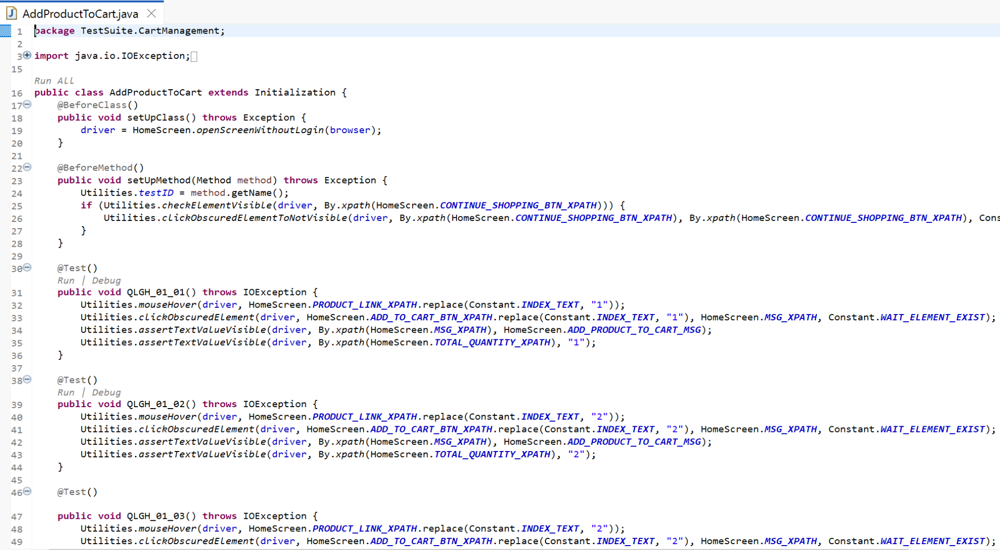 AddProductToCart.java
1 package TestSuite.CartManagement;
2
3 import java.io.IOException;
15
Run All
16 public class AddProductToCart extends Initialization {
17 @BeforeClass()
18 public void setUpClass() throws Exception {
19 driver = HomeScreen.openScreenWithoutLogin(browser);
20 }
21
22 @BeforeMethod()
23 public void setUpMethod(Method method) throws Exception {
24 Utilities.testID = method.getName();
25 if (Utilities.checkElementVisible(driver, By.xpath(HomeScreen.CONTINUE_SHOPPING_BTN_XPATH))) {
26 Utilities.clickObscuredElementToNotVisible(driver, By.xpath(HomeScreen.CONTINUE_SHOPPING_BTN_XPATH), By.xpath(HomeScreen.CONTINUE_SHOPPING_BTN_XPATH), Cons
27 }
28 }
29
30 @Test()
Run | Debug
31 public void QLGH_01_01() throws IOException {
32 Utilities.mouseHover(driver, HomeScreen.PRODUCT_LINK_XPATH.replace(Constant.INDEX_TEXT, "1"));
33 Utilities.clickObscuredElement(driver, HomeScreen.ADD_TO_CART_BTN_XPATH.replace(Constant.INDEX_TEXT, "1"), HomeScreen.MSG_XPATH, Constant.WAIT_ELEMENT_EXIST);
34 Utilities.assertTextValueVisible(driver, By.xpath(HomeScreen.MSG_XPATH), HomeScreen.ADD_PRODUCT_TO_CART_MSG);
35 Utilities.assertTextValueVisible(driver, By.xpath(HomeScreen.TOTAL_QUANTITY_XPATH), "1");
36 }
37
38 @Test()
Run | Debug
39 public void QLGH_01_02() throws IOException {
40 Utilities.mouseHover(driver, HomeScreen.PRODUCT_LINK_XPATH.replace(Constant.INDEX_TEXT, "2"));
41 Utilities.clickObscuredElement(driver, HomeScreen.ADD_TO_CART_BTN_XPATH.replace(Constant.INDEX_TEXT, "2"), HomeScreen.MSG_XPATH, Constant.WAIT_ELEMENT_EXIST);
42 Utilities.assertTextValueVisible(driver, By.xpath(HomeScreen.MSG_XPATH), HomeScreen.ADD_PRODUCT_TO_CART_MSG);
43 Utilities.assertTextValueVisible(driver, By.xpath(HomeScreen.TOTAL_QUANTITY_XPATH), "2");
44 }
45
46 @Test()
47 public void QLGH_01_03() throws IOException {
48 Utilities.mouseHover(driver, HomeScreen.PRODUCT_LINK_XPATH.replace(Constant.INDEX_TEXT, "2"));
49 Utilities.clickObscuredElement(driver, HomeScreen.ADD_TO_CART_BTN_XPATH.replace(Constant.INDEX_TEXT, "2"), HomeScreen.MSG_XPATH, Constant.WAIT_ELEMENT_EXIST);